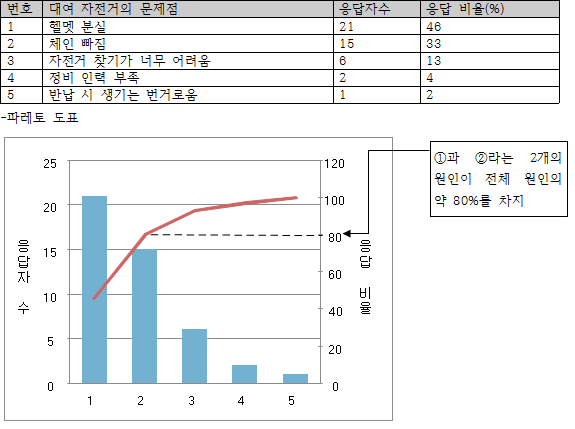 번호 대여 자전거의 문제점 응답자수 응답 비율(%)
1 헬멧 분실 21 46
2 체인 빠짐 15 33
3 자전거 찾기가 너무 어려움 6 13
4 정비 인력 부족 2 4
5 반납 시 생기는 번거로움 1 2
-파레토 도표
①과 ②라는 2개의
원인이 전체 원인의
약 80%를 차지
25
20
15
10
5
0
응답자 수
120
100
80
60
40
20
0
응답 비율
1 2 3 4 5